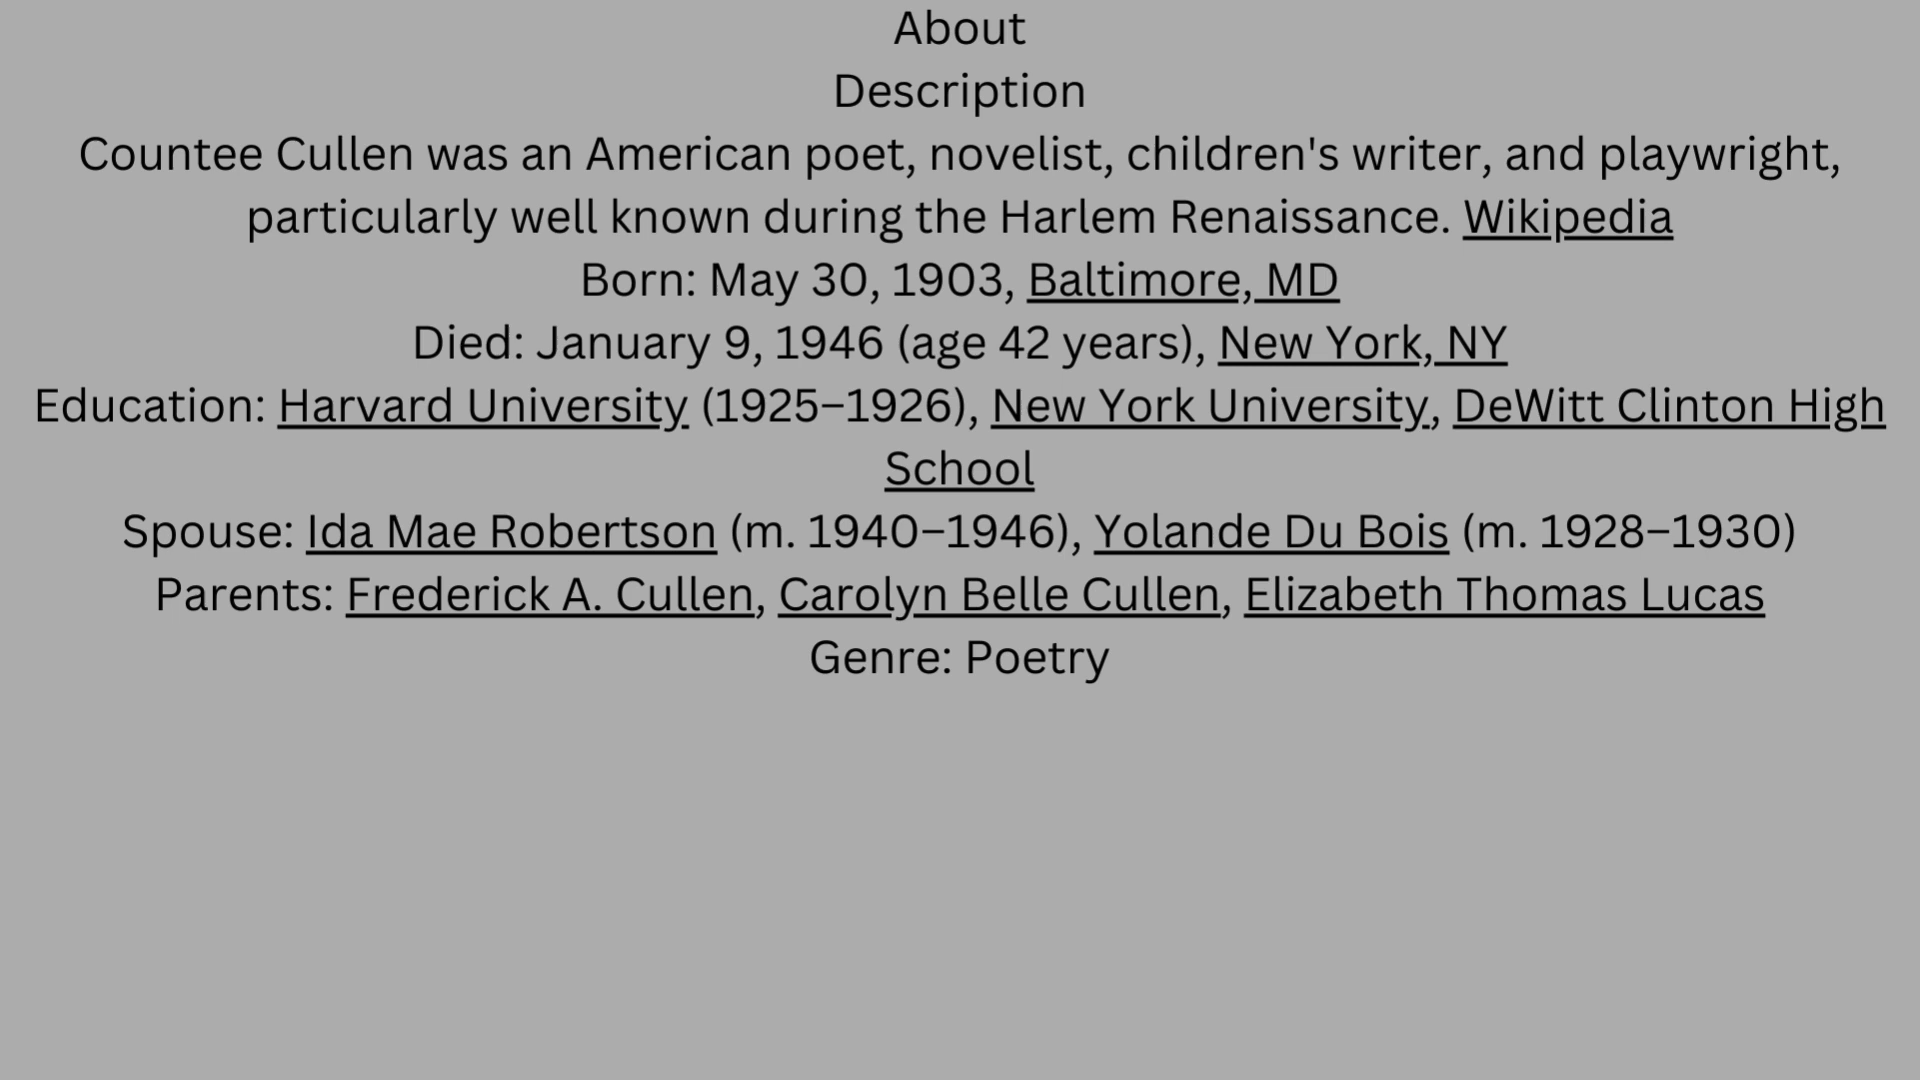 About
Description
Countee Cullen was an American poet, novelist, children's writer, and playwright,
particularly well known during the Harlem Renaissance. Wikipedia
Born: May 30, 1903, Baltimore, MD
Died: January 9, 1946 (age 42 years), New York, NY
Education: Harvard University (1925–1926), New York University, DeWitt Clinton High
School
Spouse: Ida Mae Robertson (m. 1940–1946), Yolande Du Bois (m. 1928–1930)
Parents: Frederick A. Cullen, Carolyn Belle Cullen, Elizabeth Thomas Lucas
Genre: Poetry